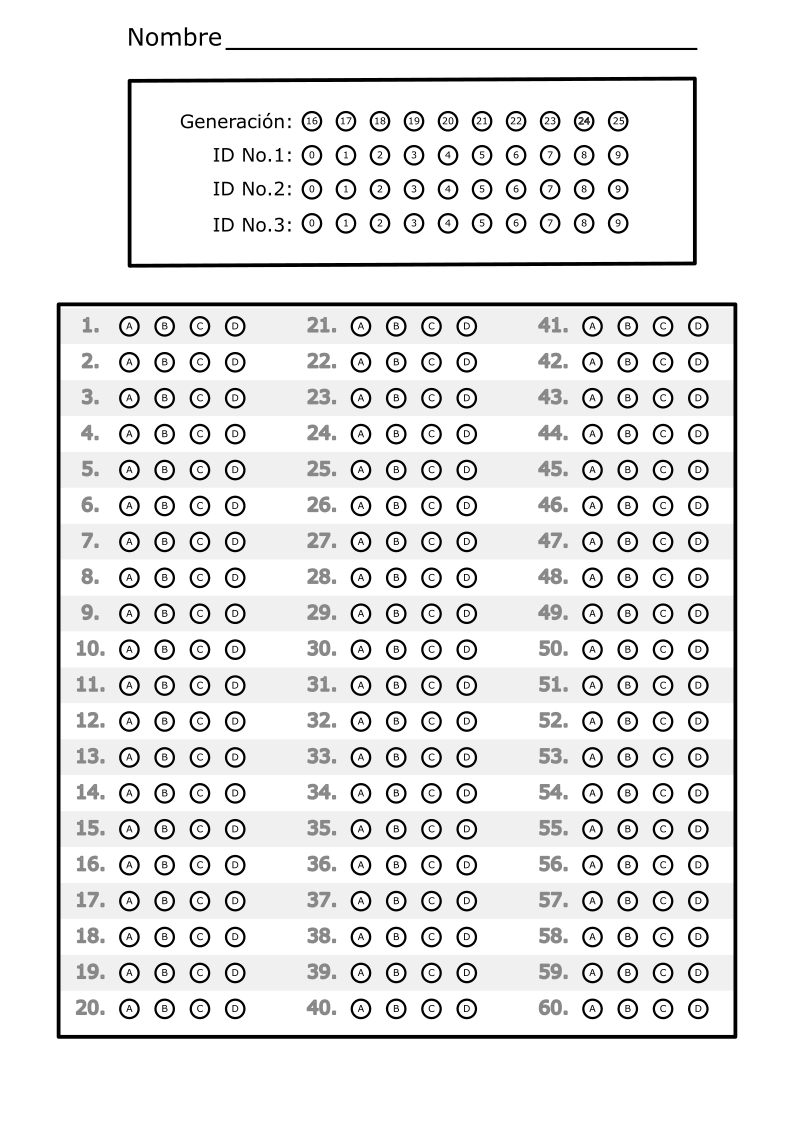 Nombre
Generación: 16 17 18 19 20 21 22 23 24 25
ID No.1: 0 1 2 3 4 5 6 7 8 9
ID No.2: 0 1 2 3 4 5 6 7 8 9
ID No.3: 0 1 2 3 4 5 6 7 8 9
1. A B C D 21. A B C D 41. A B C D
2. A B C D 22. A B C D 42. A B C D
3. A B C D 23. A B C D 43. A B C D
4. A B C D 24. A B C D 44. A B C D
5. A B C D 25. A B C D 45. A B C D
6. A B C D 26. A B C D 46. A B C D
7. A B C D 27. A B C D 47. A B C D
8. A B C D 28. A B C D 48. A B C D
9. A B C D 29. A B C D 49. A B C D
10. A B C D 30. A B C D 50. A B C D
11. A B C D 31. A B C D 51. A B C D
12. A B C D 32. A B C D 52. A B C D
13. A B C D 33. A B C D 53. A B C D
14. A B C D 34. A B C D 54. A B C D
15. A B C D 35. A B C D 55. A B C D
16. A B C D 36. A B C D 56. A B C D
17. A B C D 37. A B C D 57. A B C D
18. A B C D 38. A B C D 58. A B C D
19. A B C D 39. A B C D 59. A B C D
20. A B C D 40. A B C D 60. A B C D